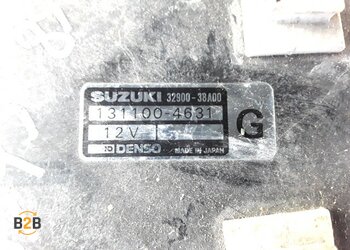 SUZUKI 32900-38A00
131100-4631
12V
G
DENSO MADE IN JAPAN
B2B